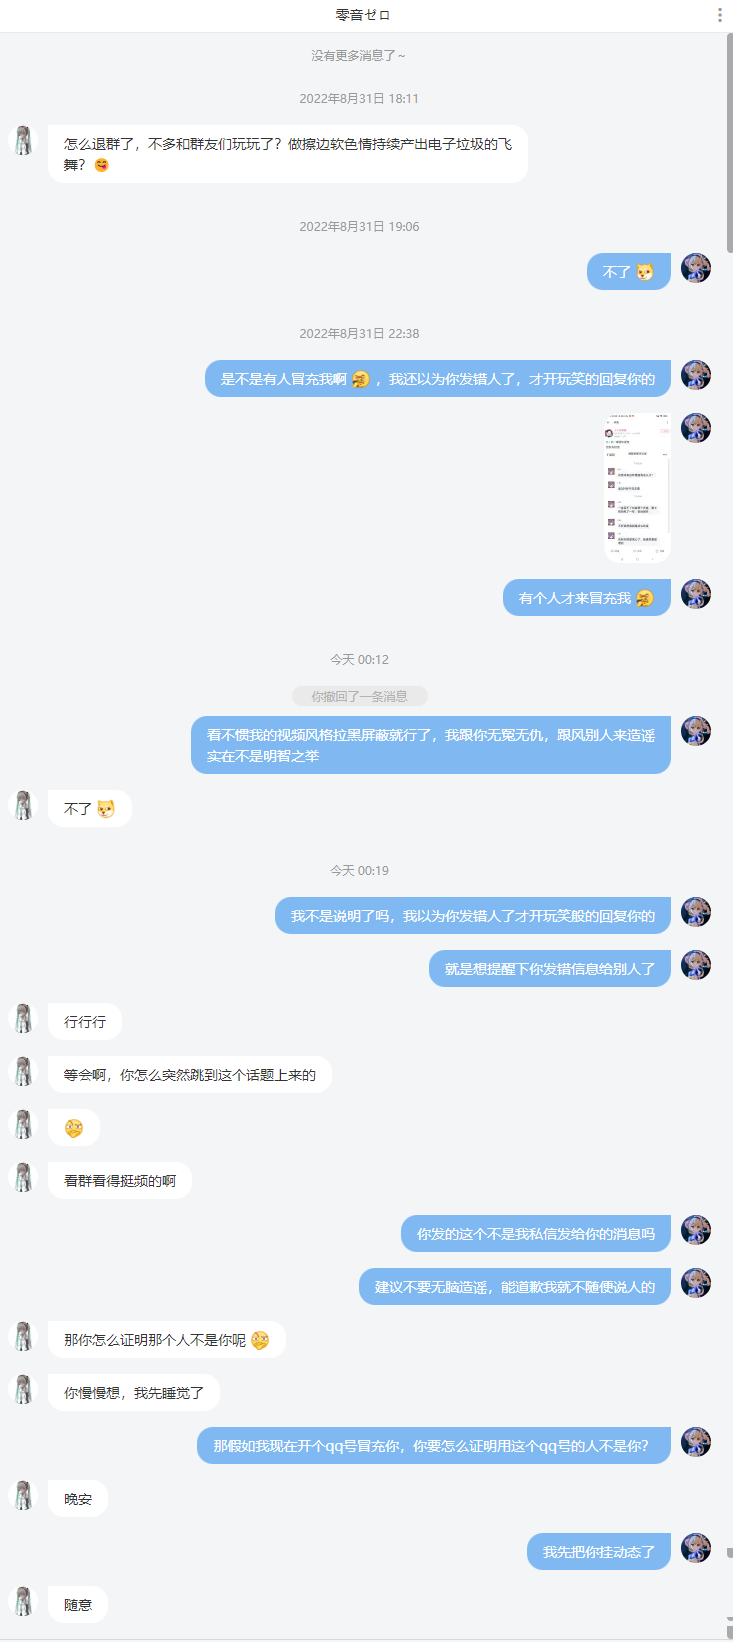 零音ゼロ
没有更多消息了~
2022年8月31日 18:11
怎么退群了，不多和群友们玩玩了？做擦边软色情持续产出电子垃圾的飞
舞？
2022年8月31日 19:06
不了
2022年8月31日 22:38
是不是有人冒充我啊，我还以为你发错人了，才开玩笑的回复你的
有个人才来冒充我
今天 00:12
你撤回了一条消息
看不惯我的视频风格拉黑屏蔽就行了，我跟你无冤无仇，跟风别人来造谣
实在不是明智之举
不了
今天 00:19
我不是说明了吗，我以为你发错人了才开玩笑般的回复你的
就是想提醒下你发错信息给别人了
行行行
等会啊，你怎么突然跳到这个话题上来的
看群看得挺频的啊
你发的这个不是我私信发给你的消息吗
建议不要无脑造谣，能道歉我就不随便说人的
那你怎么证明那个人不是你呢
你慢慢想，我先睡觉了
那假如我现在开个qq号冒充你，你要怎么证明用这个qq号的人不是你？
晚安
我先把你挂动态了
随意